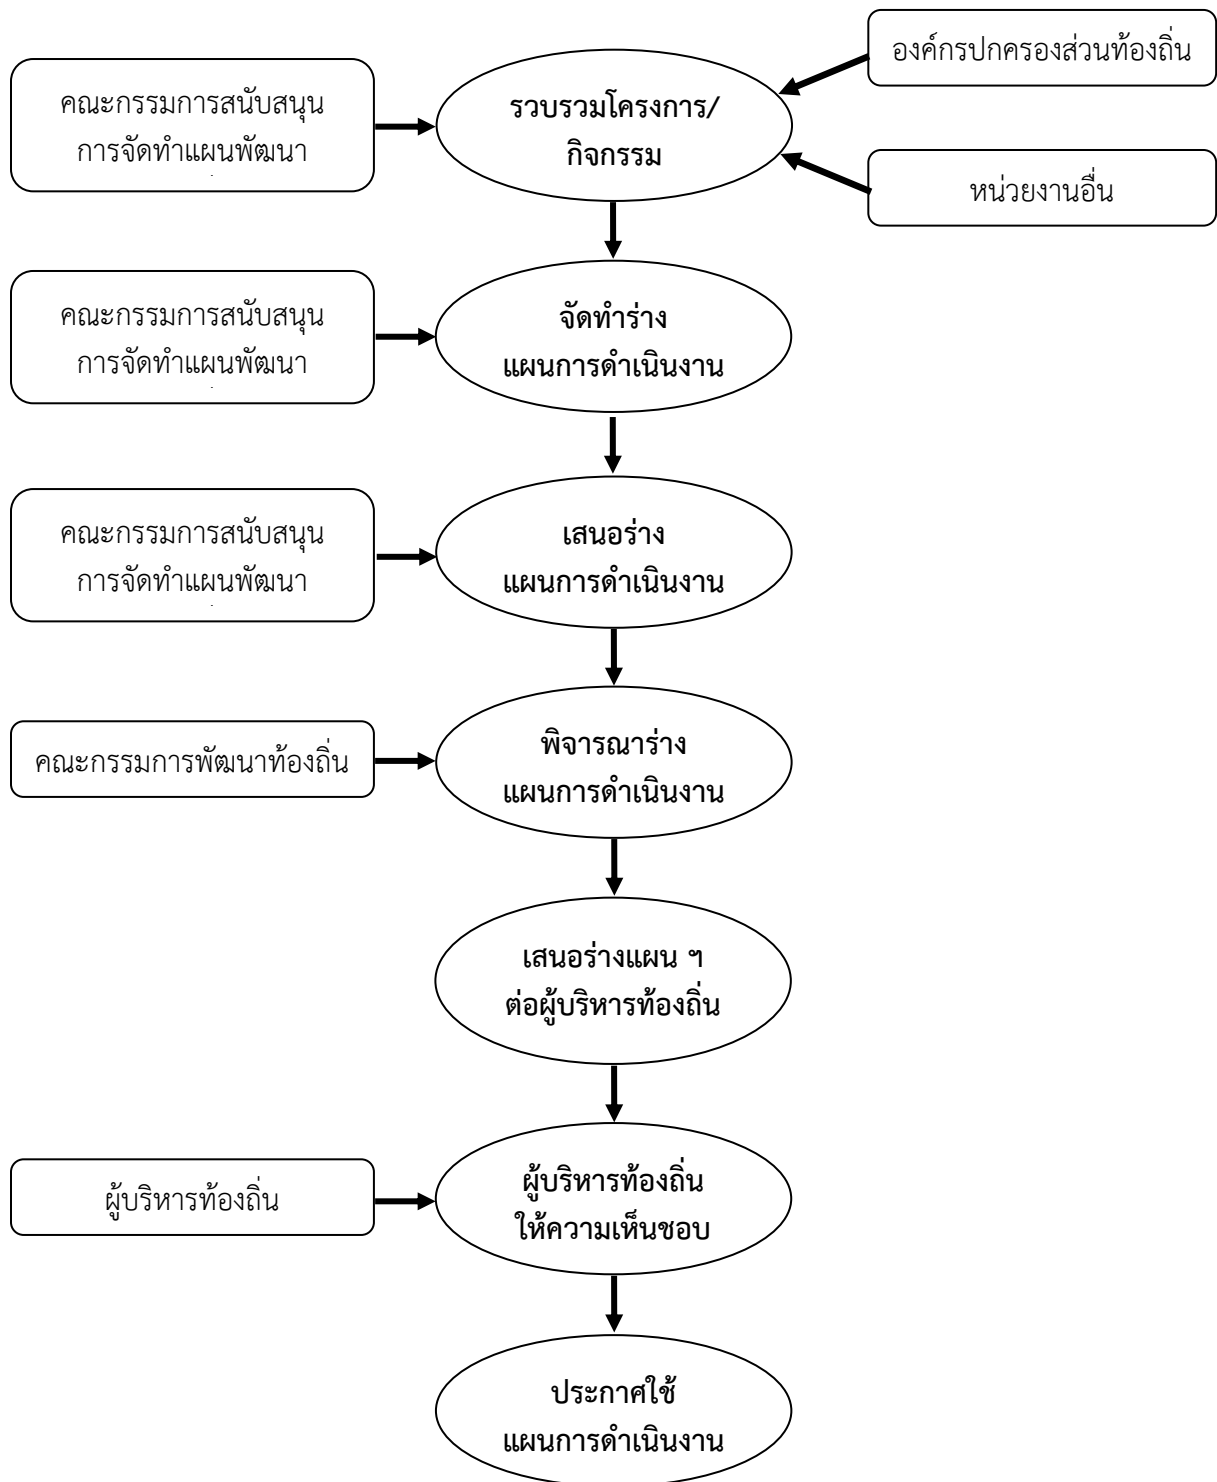 องค์กรปกครองส่วนท้องถิ่น
คณะกรรมการสนับสนุน
การจัดทำแผนพัฒนา
รวบรวมโครงการ/
กิจกรรม
หน่วยงานอื่น
คณะกรรมการสนับสนุน
การจัดทำแผนพัฒนา
จัดทำร่าง
แผนการดำเนินงาน
คณะกรรมการสนับสนุน
การจัดทำแผนพัฒนา
เสนอร่าง
แผนการดำเนินงาน
คณะกรรมการพัฒนาท้องถิ่น
พิจารณาร่าง
แผนการดำเนินงาน
เสนอร่างแผน ฯ
ต่อผู้บริหารท้องถิ่น
ผู้บริหารท้องถิ่น
ผู้บริหารท้องถิ่น
ให้ความเห็นชอบ
ประกาศใช้
แผนการดำเนินงาน